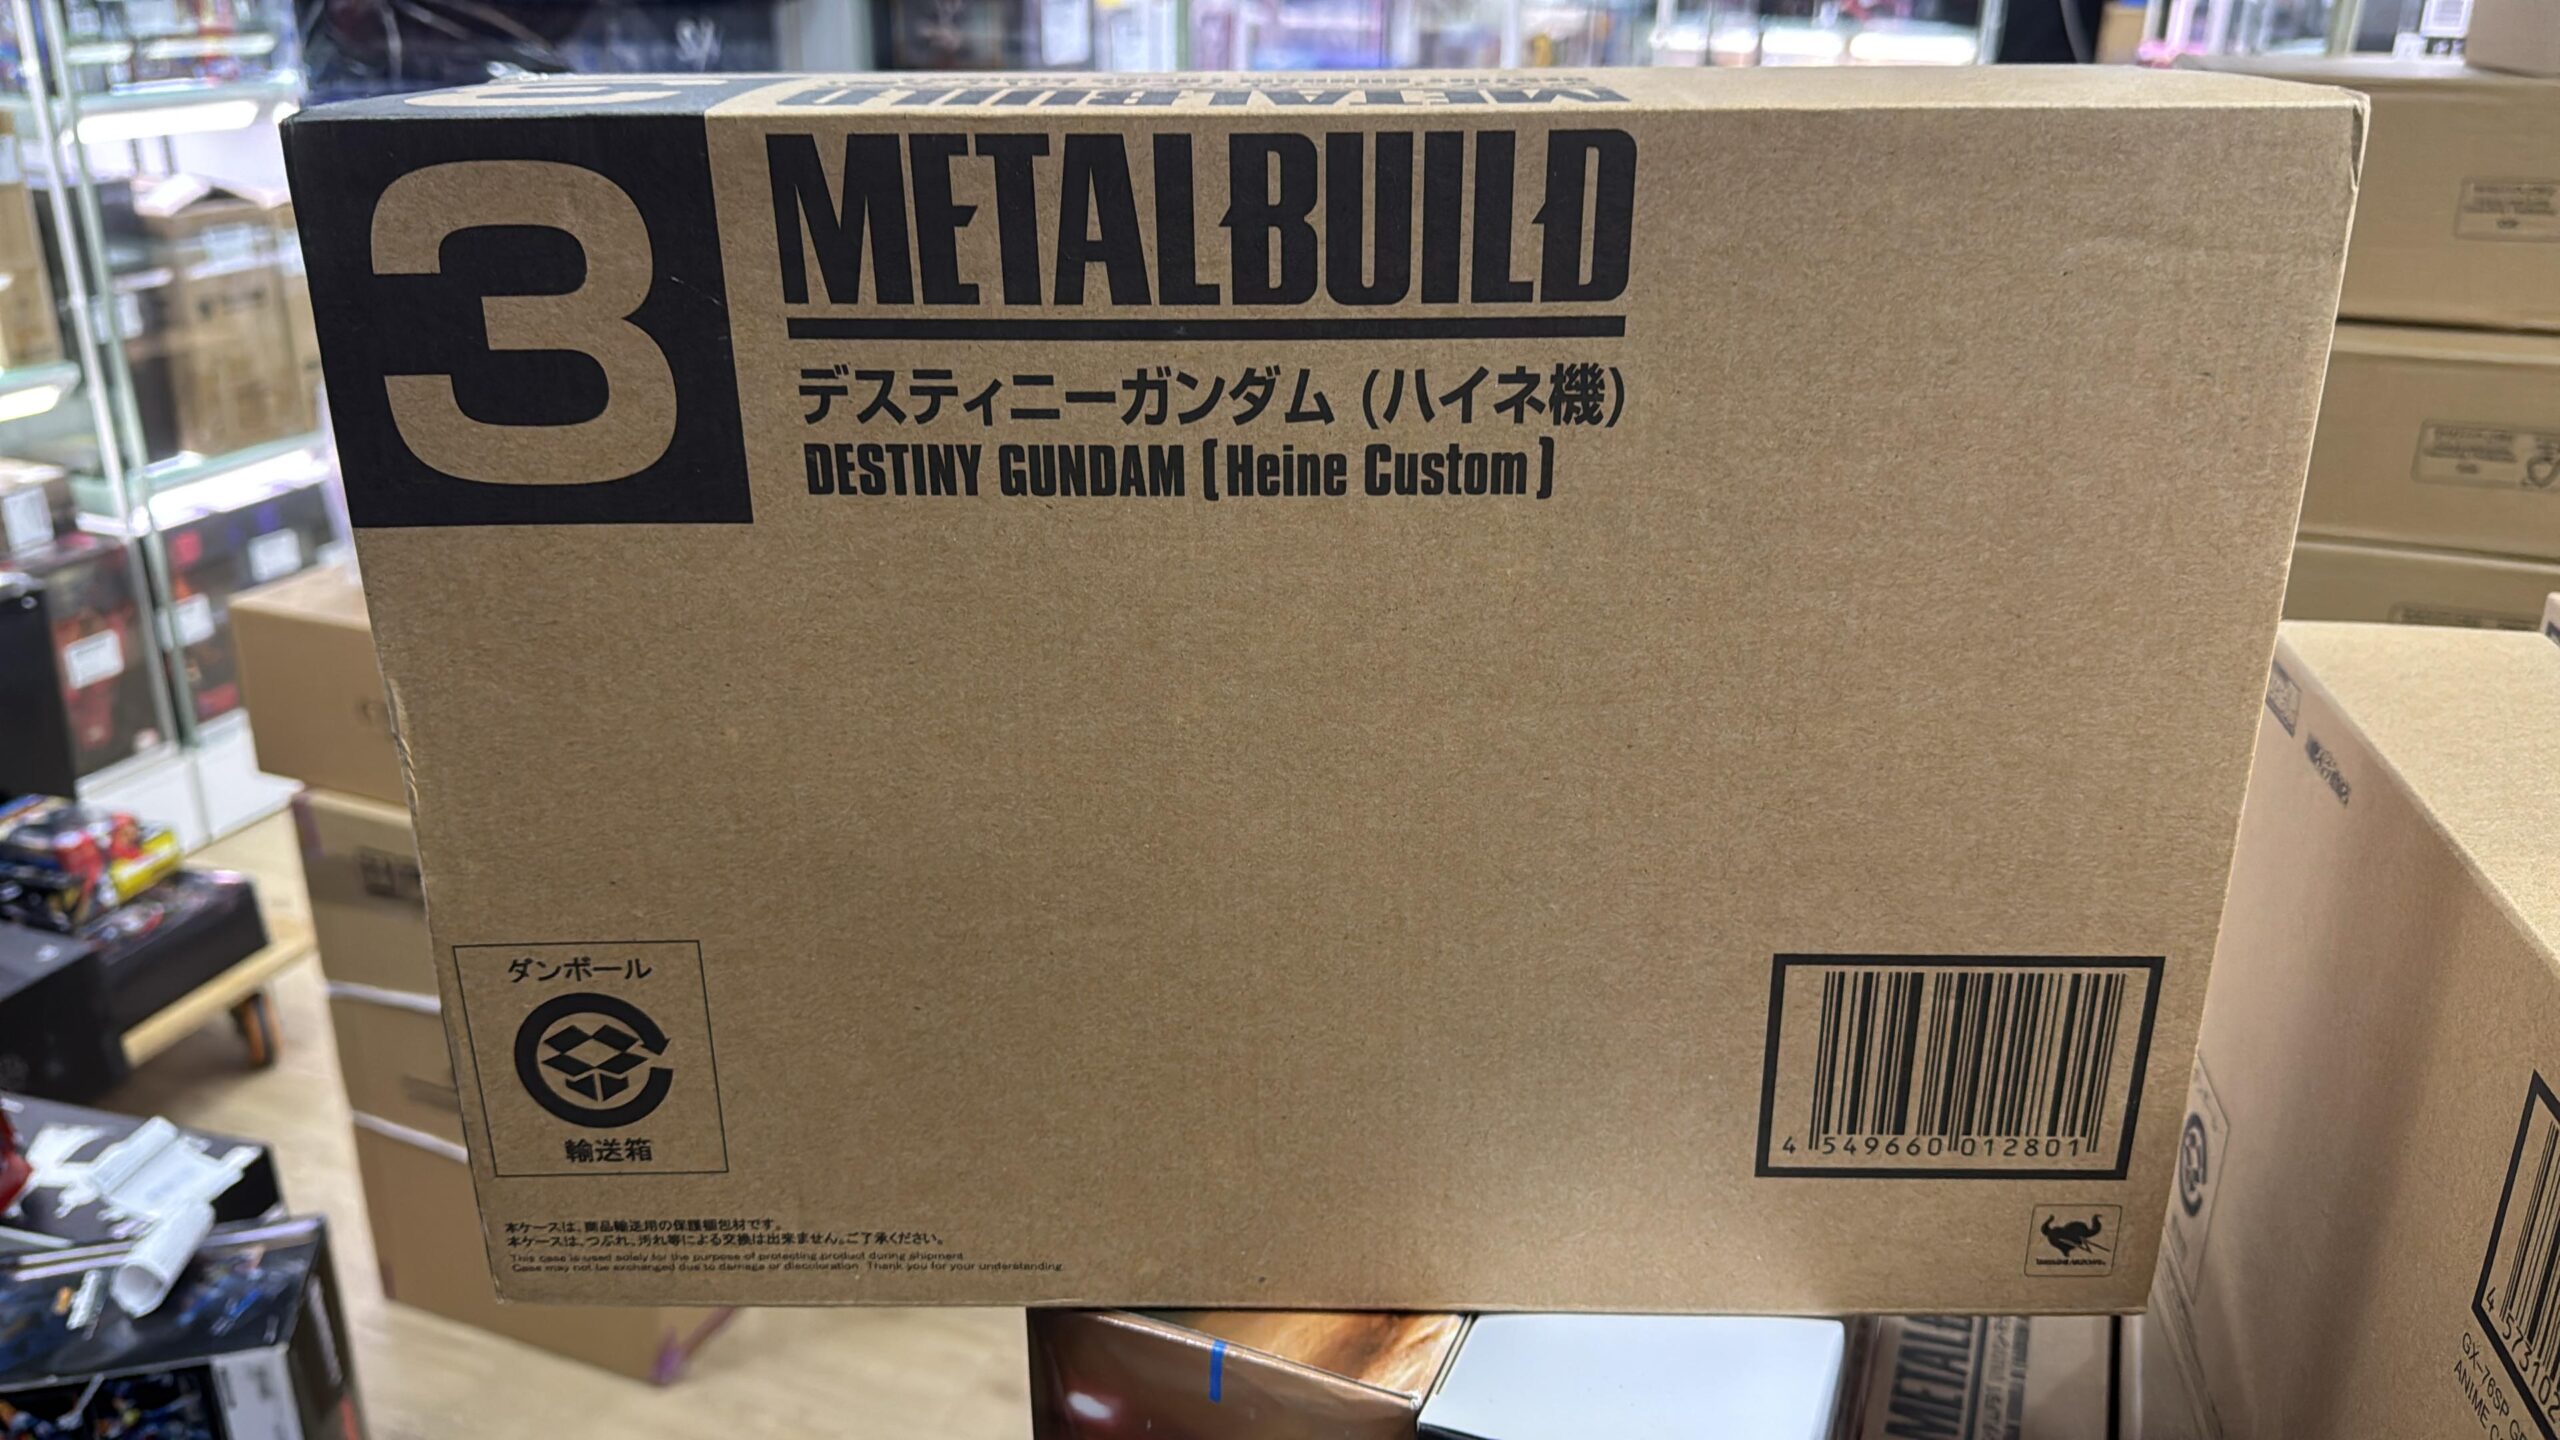 3
METAL BUILD
デスティニーガンダム (ハイネ機)
DESTINY GUNDAM [Heine Custom]
ダンボール
輸送箱
4 549660 012801
本ケースは、商品輸送用の保護梱包材です。
本ケースは、つぶれ、汚れ等による交換は出来ません。ご了承ください。
This case is used solely for the purpose of protecting product during shipment.
Case may not be exchanged due to damage or discoloration. Thank you for your understanding.
TAMASHII NATIONS